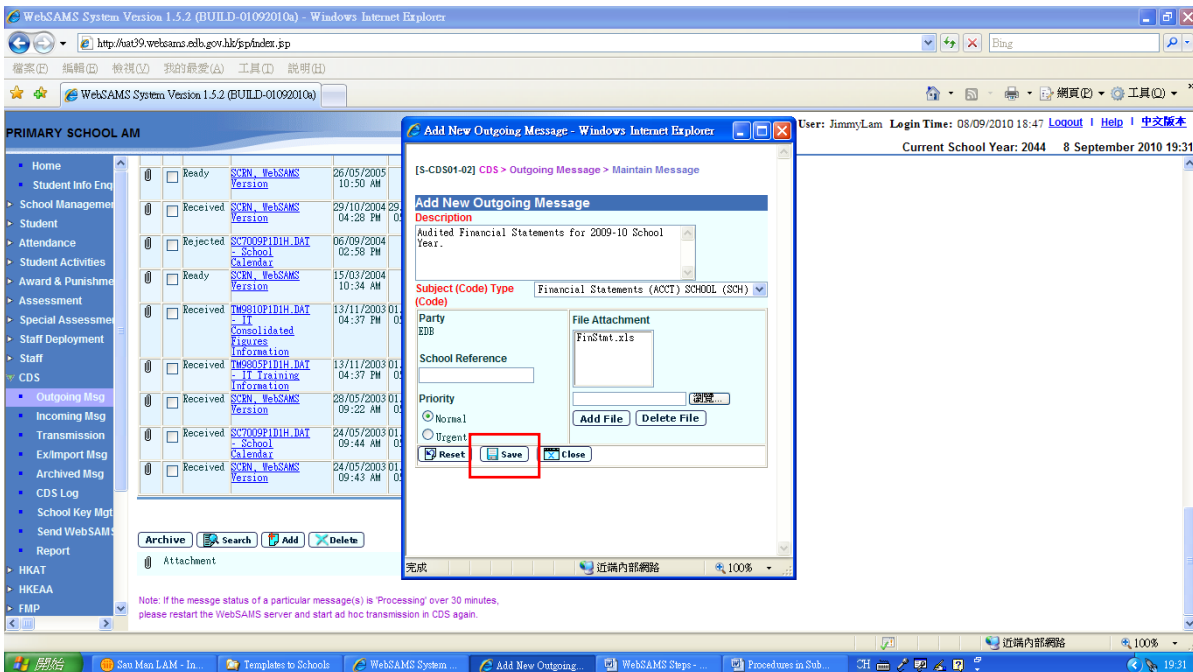 WebSAMS System Version 1.5.2 (BUILD-01092010a) - Windows Internet Explorer
http://uat39.websams.edb.gov.hk/jsp/index.jsp
Bing
檔案(F) 編輯(E) 檢視(V) 我的最愛(A) 工具(T) 說明(H)
WebSAMS System Version 1.5.2 (BUILD-01092010a)
網頁(P) 工具(O)
PRIMARY SCHOOL AM
User: JimmyLam Login Time: 08/09/2010 18:47 Logout | Help | 中文版本
Current School Year: 2044 8 September 2010 19:31
Home
Student Info Enq
School Managemen
Student
Attendance
Student Activities
Award & Punishme
Assessment
Special Assessmen
Staff Deployment
Staff
CDS
Outgoing Msg
Incoming Msg
Transmission
Ex/Import Msg
Archived Msg
CDS Log
School Key Mgt
Send WebSAMS
Report
HKAT
HKEAA
FMP
Ready SCRN, WebSAMS 26/05/2005
Version 10:50 AM
Received SCRN, WebSAMS 29/10/2004 29.
Version 04:28 PM 05
Rejected SC7009P1D1H.DAT 06/09/2004
- School 02:58 PM
Calendar
Ready SCRN, WebSAMS 15/03/2004
Version 10:34 AM
Received TM9810P1D1H.DAT 13/11/2003 01.
- IT 04:37 PM 05
Consolidated
Figures
Information
Received TM9805P1D1H.DAT 13/11/2003 01.
- IT Training 04:37 PM 05
Information
Received SCRN, WebSAMS 28/05/2003 01.
Version 09:22 AM 05
Received SC7009P1D1H.DAT 24/05/2003 01.
- School 09:44 AM 05
Calendar
Received SCRN, WebSAMS 24/05/2003 01.
Version 09:43 AM 05
Archive Search Add Delete
Attachment
Note: If the messge status of a particular message(s) is 'Processing' over 30 minutes,
please restart the WebSAMS server and start ad hoc transmission in CDS again.
Add New Outgoing Message - Windows Internet Explorer
[S-CDS01-02] CDS > Outgoing Message > Maintain Message
Add New Outgoing Message
Description
Audited Financial Statements for 2009-10 School
Year.
Subject (Code) Type
(Code)
Financial Statements (ACCT) SCHOOL (SCH)
Party
EDB
School Reference
Priority
Normal
Urgent
File Attachment
FinStmt.xls
瀏覽...
Add File Delete File
Reset Save Close
完成 近端內部網路 100%
近端內部網路 100%
開始 Sau Man LAM - In... Templates to Schools WebSAMS System ... Add New Outgoing... WebSAMS Steps - ... Procedures in Sub... CH 19:31